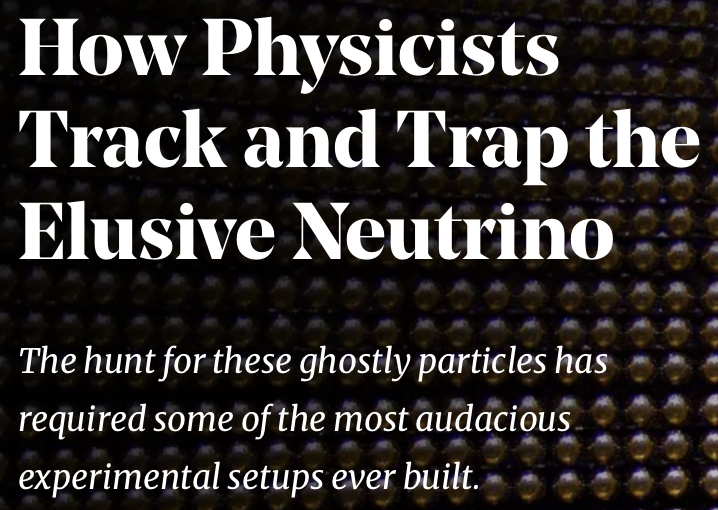 How Physicists
Track and Trap the
Elusive Neutrino
The hunt for these ghostly particles has
required some of the most audacious
experimental setups ever built.